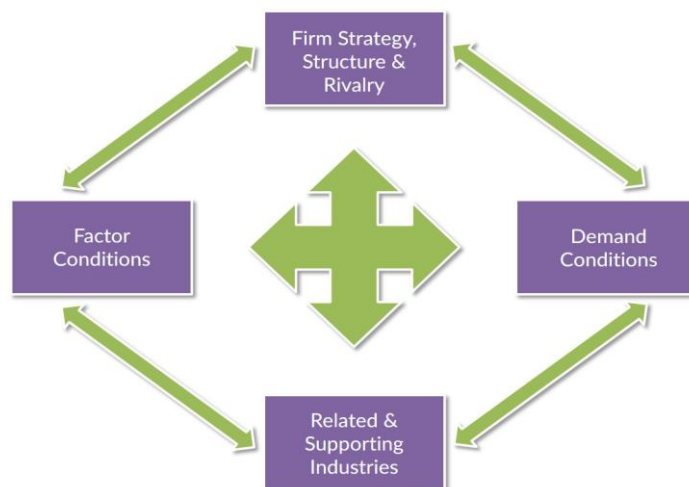 Firm Strategy,
Structure &
Rivalry
Factor
Conditions
Demand
Conditions
Related &
Supporting
Industries